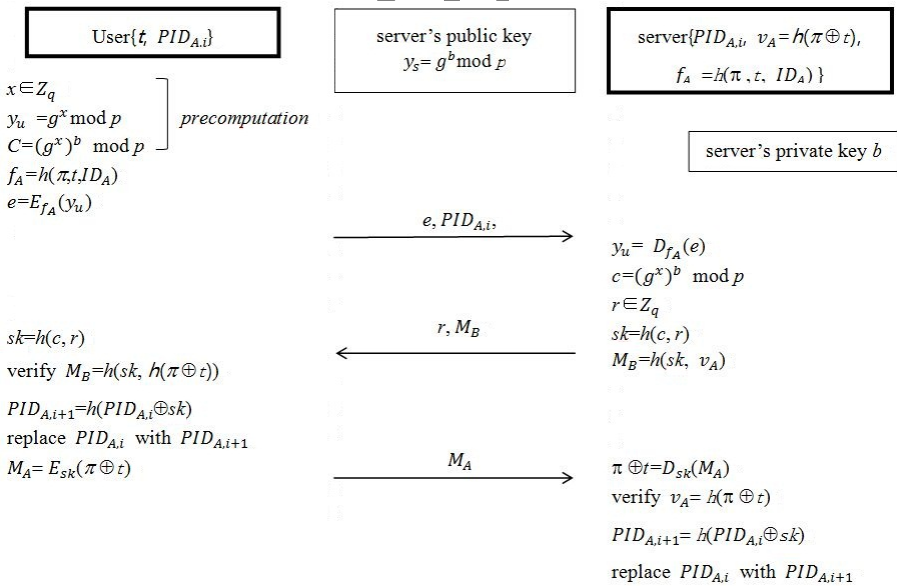 User{t, PID_{A,i}}
server's public key
y_s= g^b mod p
server{PID_{A,i}, v_A= h(π⊕t),
f_A =h(π,t, ID_A)}
server's private key b
x∈Z_q
y_u =g^x mod p
C=(g^x)^b mod p
precomputation
f_A=h(π,t,ID_A)
e=E_{f_A}(y_u)
e, PID_{A,i},
y_u= D_{f_A}(e)
c=(g^x)^b mod p
r∈Z_q
sk=h(c, r)
M_B=h(sk, v_A)
r, M_B
sk=h(c, r)
verify M_B=h(sk, h(π⊕t))
PID_{A,i+1}=h(PID_{A,i}⊕sk)
replace PID_{A,i} with PID_{A,i+1}
M_A= E_{sk}(π⊕t)
M_A
π⊕t=D_{sk}(M_A)
verify v_A= h(π⊕t)
PID_{A,i+1}= h(PID_{A,i}⊕sk)
replace PID_{A,i} with PID_{A,i+1}